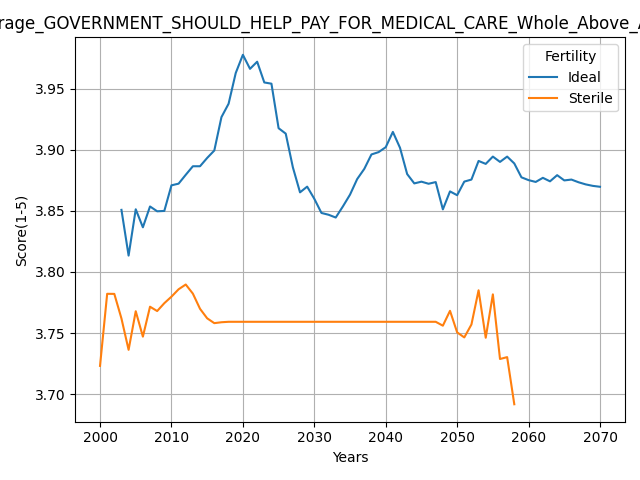 rage_GOVERNMENT_SHOULD_HELP_PAY_FOR_MEDICAL_CARE_Whole_Above_
Fertility
Ideal
Sterile
3.95
3.90
3.85
3.80
3.75
3.70
Score(1-5)
2000 2010 2020 2030 2040 2050 2060 2070
Years